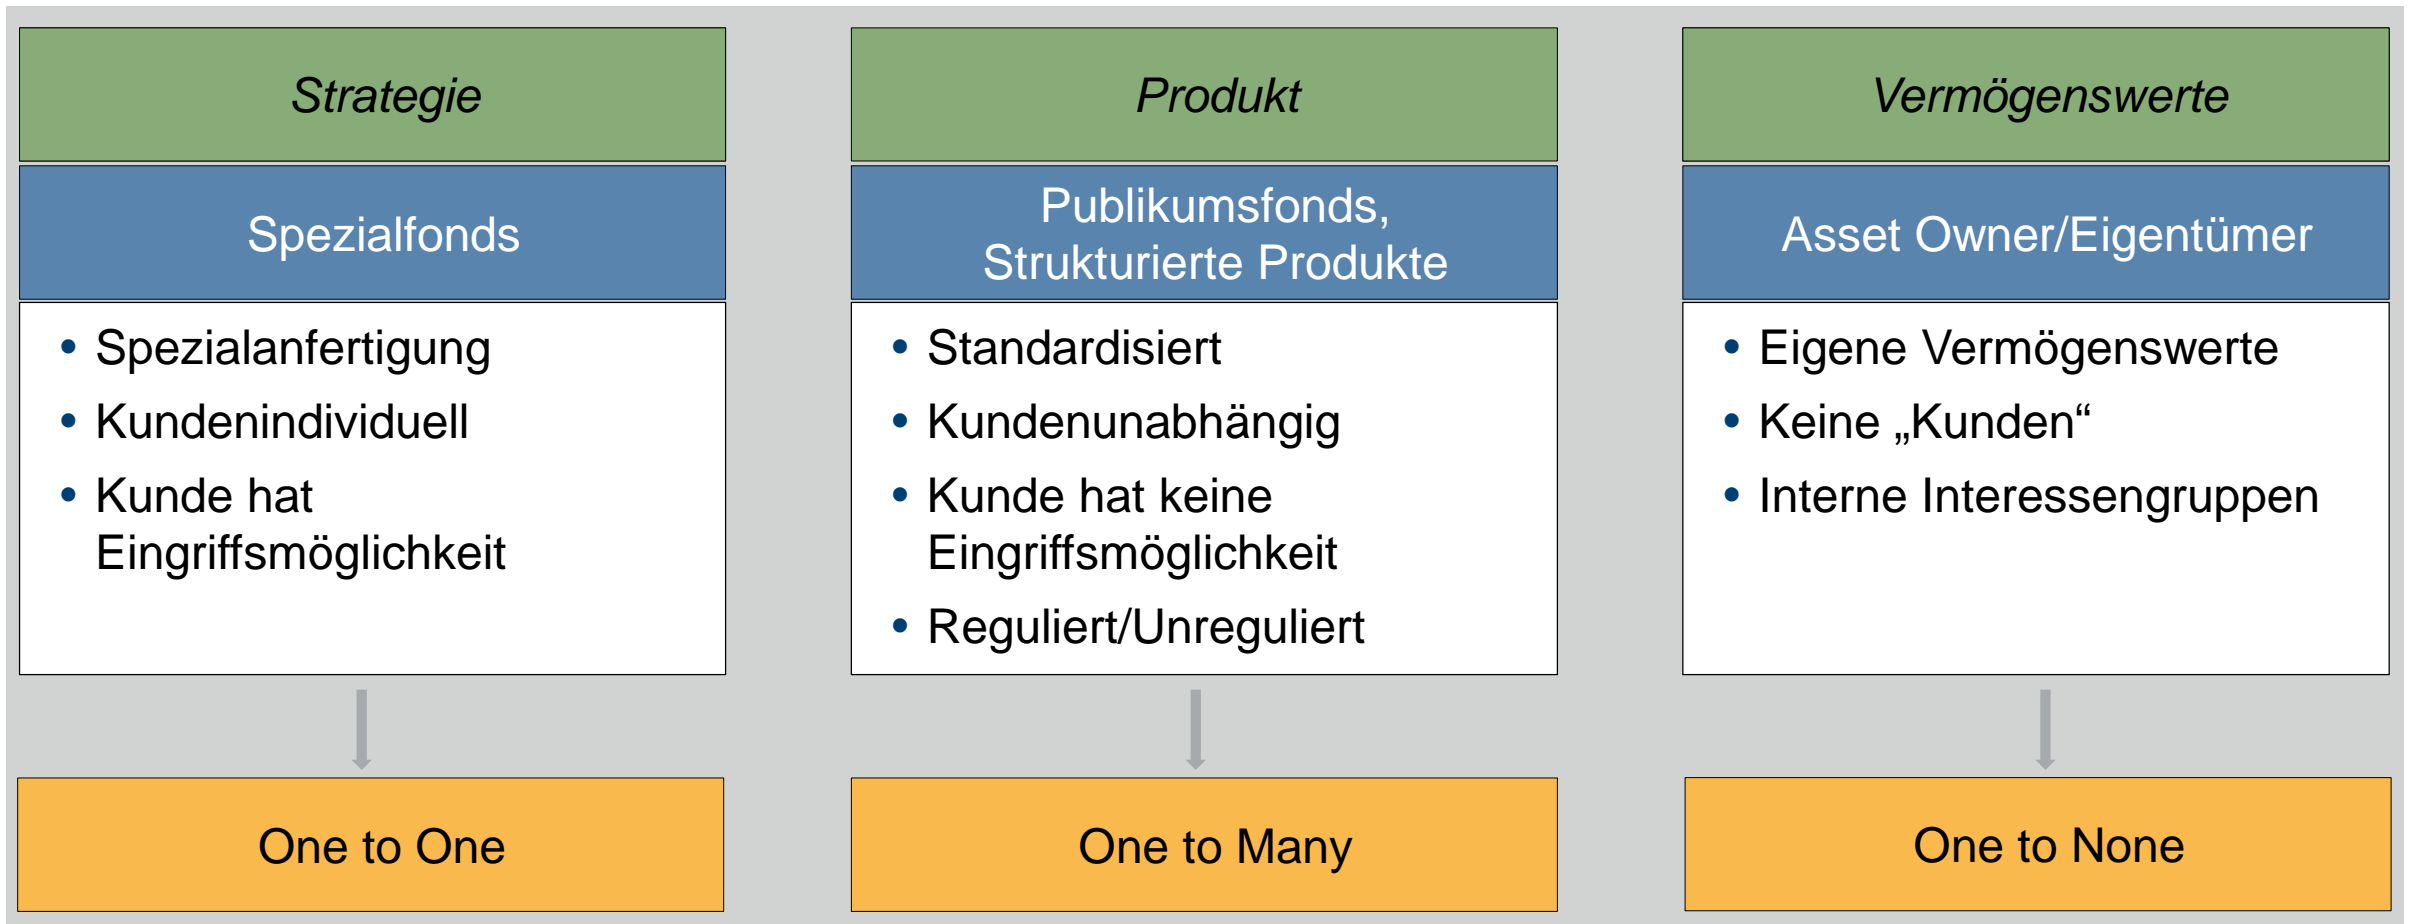 Strategie
Spezialfonds
• Spezialanfertigung
• Kundenindividuell
• Kunde hat
Eingriffsmöglichkeit
One to One
Produkt
Publikumsfonds,
Strukturierte Produkte
• Standardisiert
• Kundenunabhängig
• Kunde hat keine
Eingriffsmöglichkeit
• Reguliert/Unreguliert
One to Many
Vermögenswerte
Asset Owner/Eigentümer
• Eigene Vermögenswerte
• Keine „Kunden“
• Interne Interessengruppen
One to None